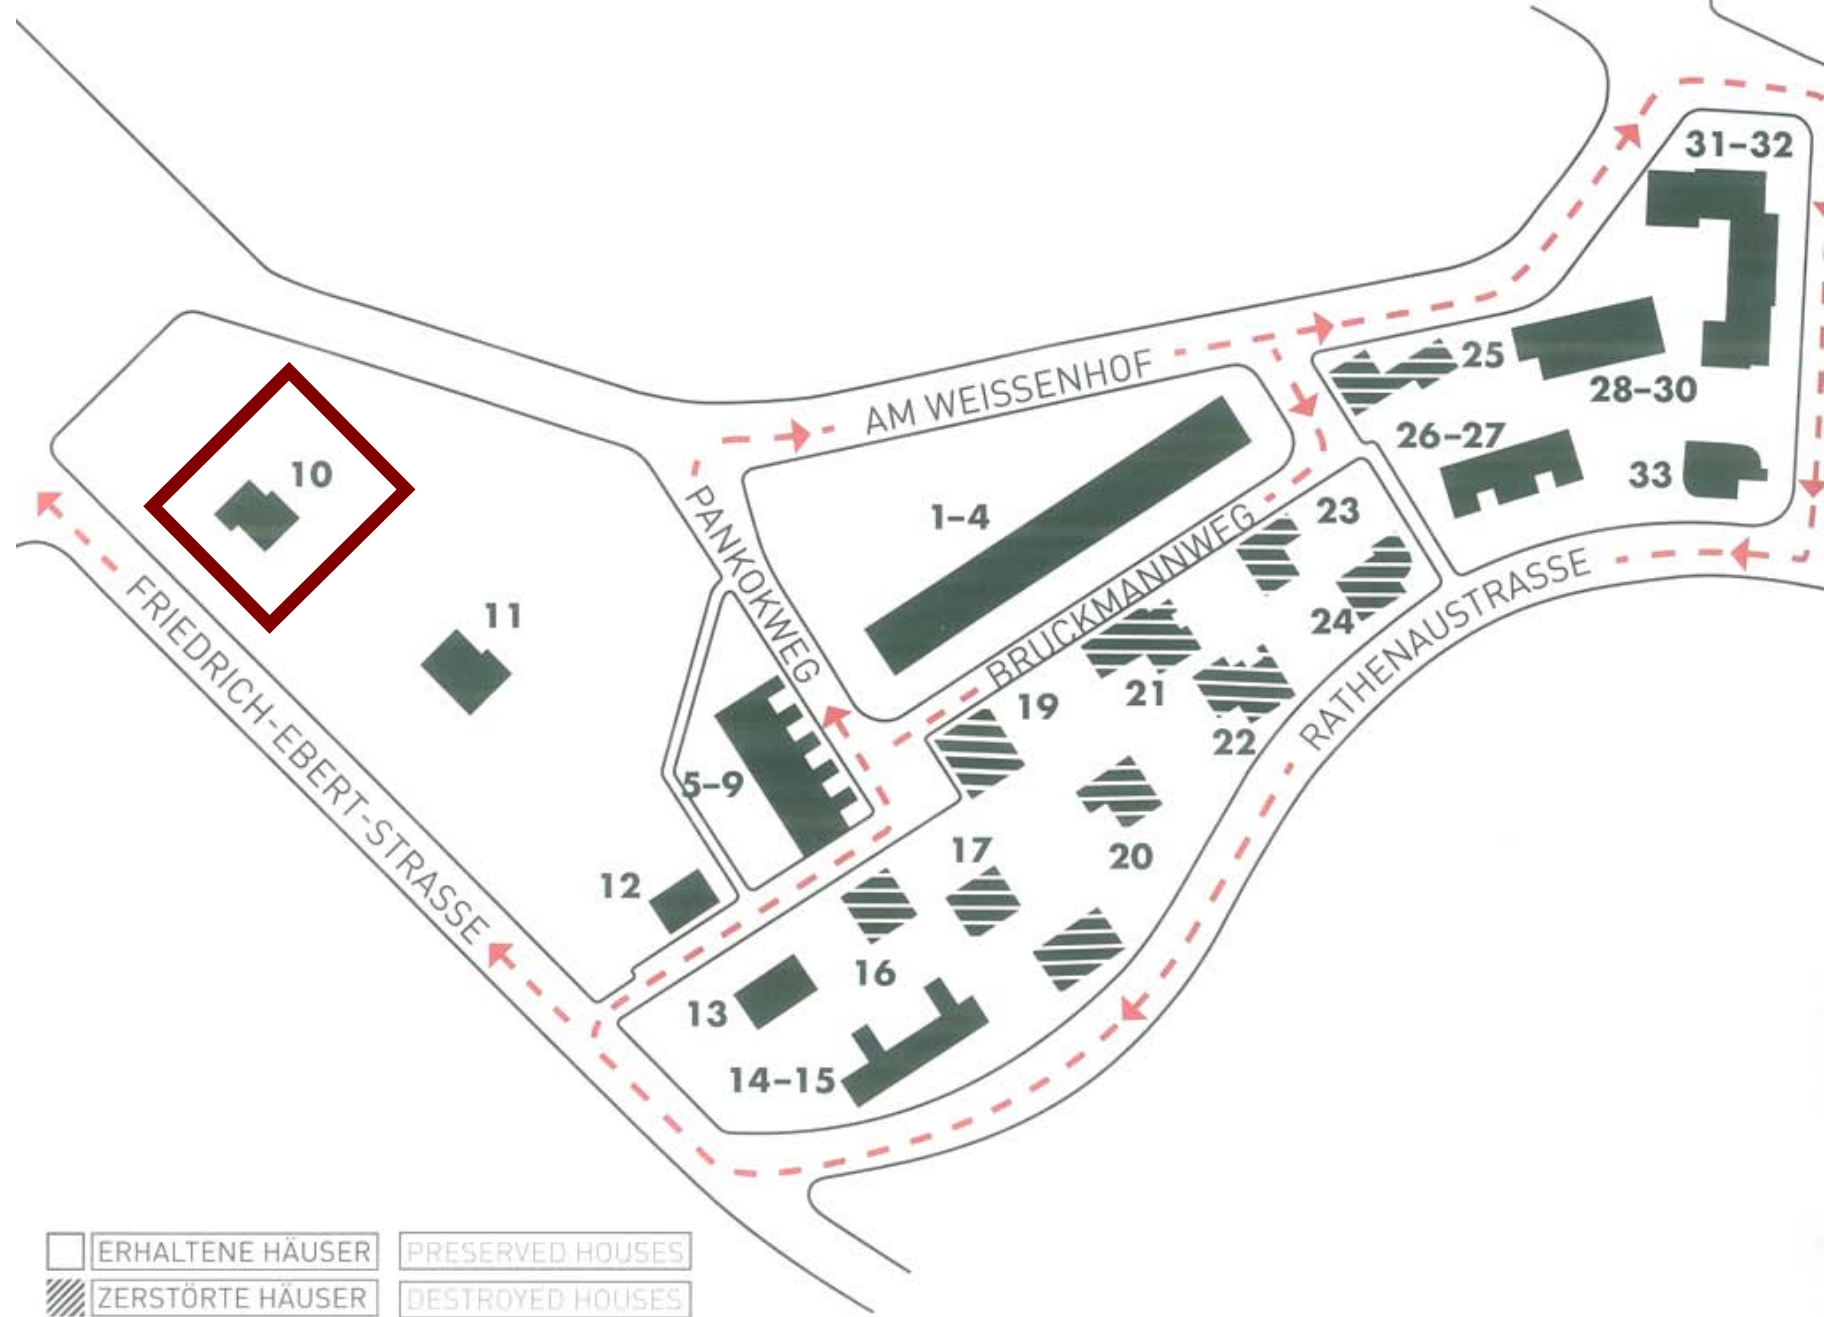 31-32
25
28-30
26-27
33
10
AM WEISSENHOF
1-4
PANKOKWEG
BRUCKMANNWEG
23
24
RATHENAUSTRASSE
11
FRIEDRICH-EBERT-STRASSE
19
21
22
5-9
17
20
12
16
13
14-15
ERHALTENE HÄUSER PRESERVED HOUSES
ZERSTÖRTE HÄUSER DESTROYED HOUSES